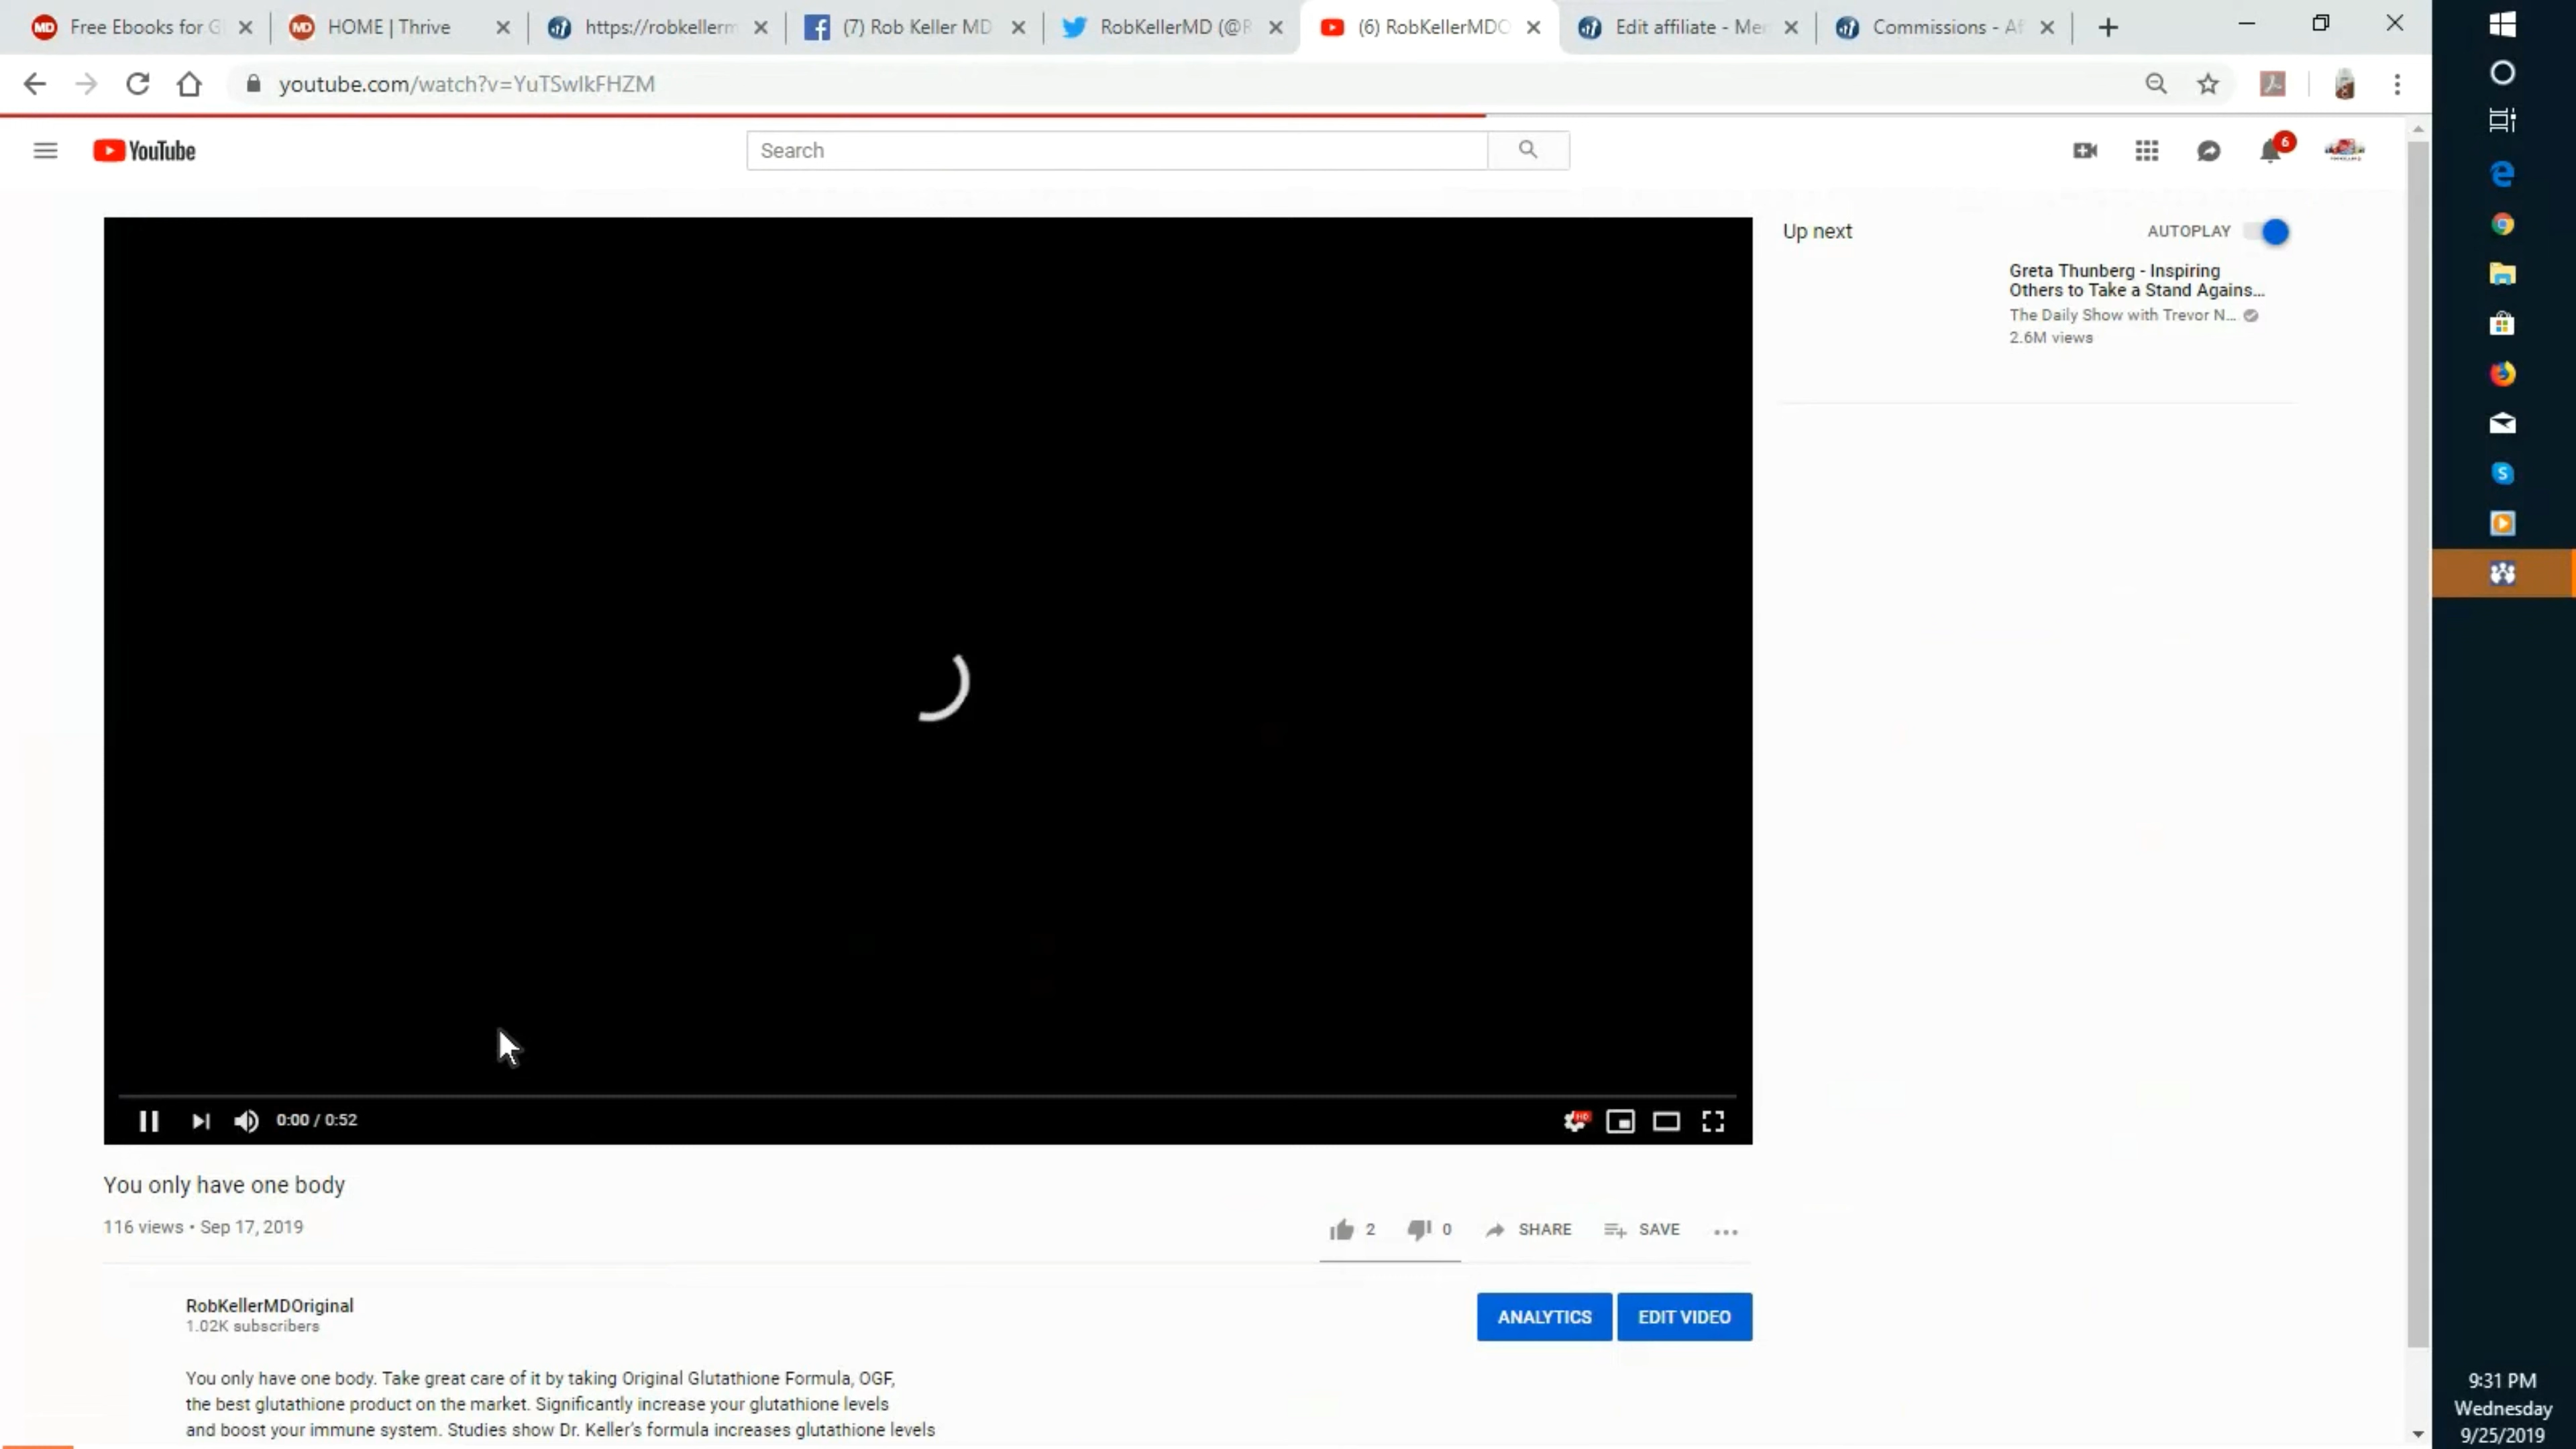 MD Free Ebooks for G
MD HOME | Thrive
https://robkellerm
(7) Rob Keller MD
RobKellerMD (@R
(6) RobKellerMDO
Edit affiliate - Mem
Commissions - Af
youtube.com/watch?v=YuTSwIkFHZM
YouTube
Search
6
Up next
AUTOPLAY
Greta Thunberg - Inspiring
Others to Take a Stand Agains...
The Daily Show with Trevor N...
2.6M views
0:00 / 0:52
HD
You only have one body
116 views • Sep 17, 2019
2
0
SHARE
SAVE
RobKellerMDOriginal
1.02K subscribers
ANALYTICS
EDIT VIDEO
You only have one body. Take great care of it by taking Original Glutathione Formula, OGF,
the best glutathione product on the market. Significantly increase your glutathione levels
and boost your immune system. Studies show Dr. Keller’s formula increases glutathione levels
9:31 PM
Wednesday
9/25/2019